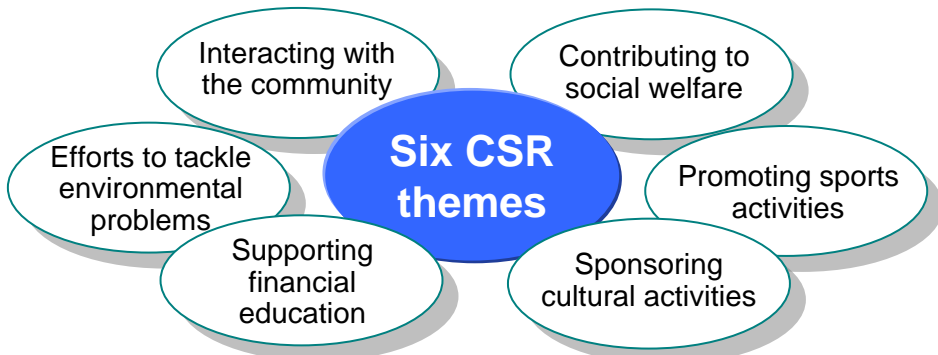 Interacting with
the community
Contributing to
social welfare
Six CSR
themes
Efforts to tackle
environmental
problems
Promoting sports
activities
Supporting
financial
education
Sponsoring
cultural activities